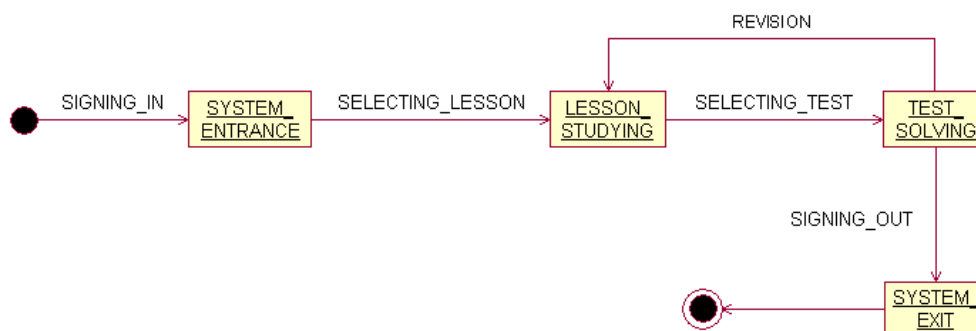 REVISION
SIGNING_IN
SYSTEM_
ENTRANCE
SELECTING_LESSON
LESSON_
STUDYING
SELECTING_TEST
TEST_
SOLVING
SIGNING_OUT
SYSTEM_
EXIT